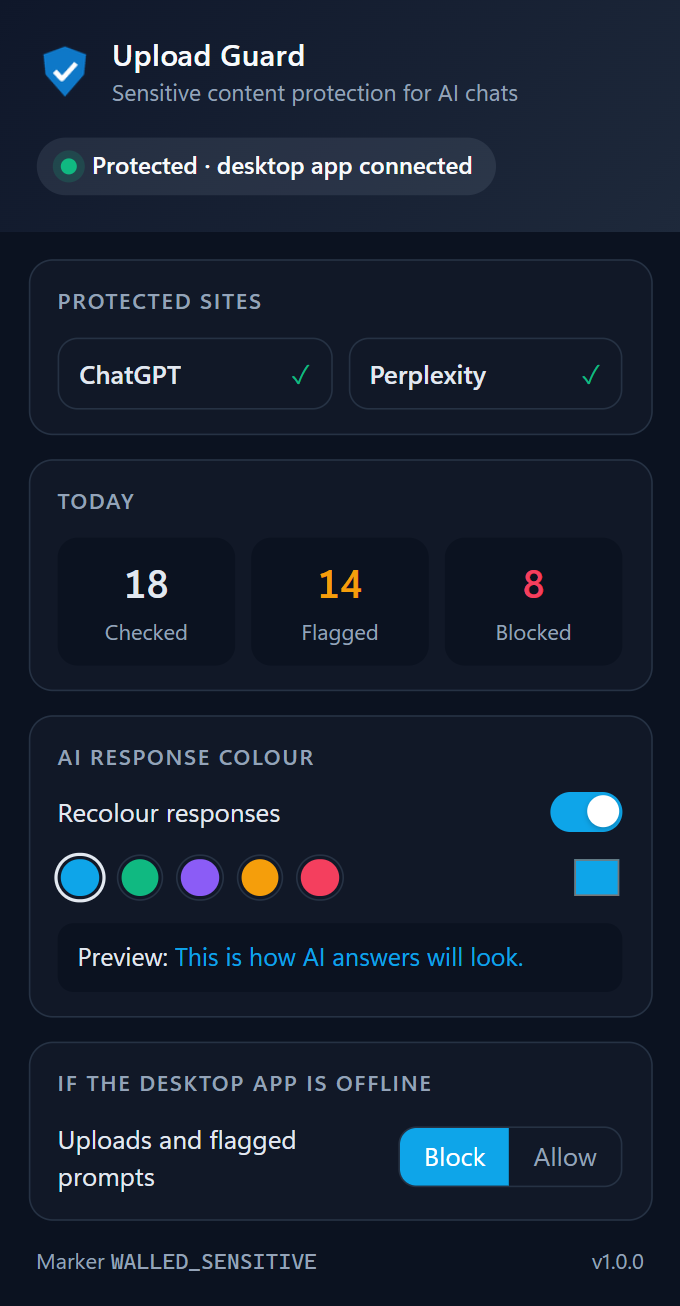 Upload Guard
Sensitive content protection for AI chats
Protected · desktop app connected
PROTECTED SITES
ChatGPT ✓
Perplexity ✓
TODAY
18
Checked
14
Flagged
8
Blocked
AI RESPONSE COLOUR
Recolour responses
Preview: This is how AI answers will look.
IF THE DESKTOP APP IS OFFLINE
Uploads and flagged
prompts
Block
Allow
Marker WALLED_SENSITIVE
v1.0.0